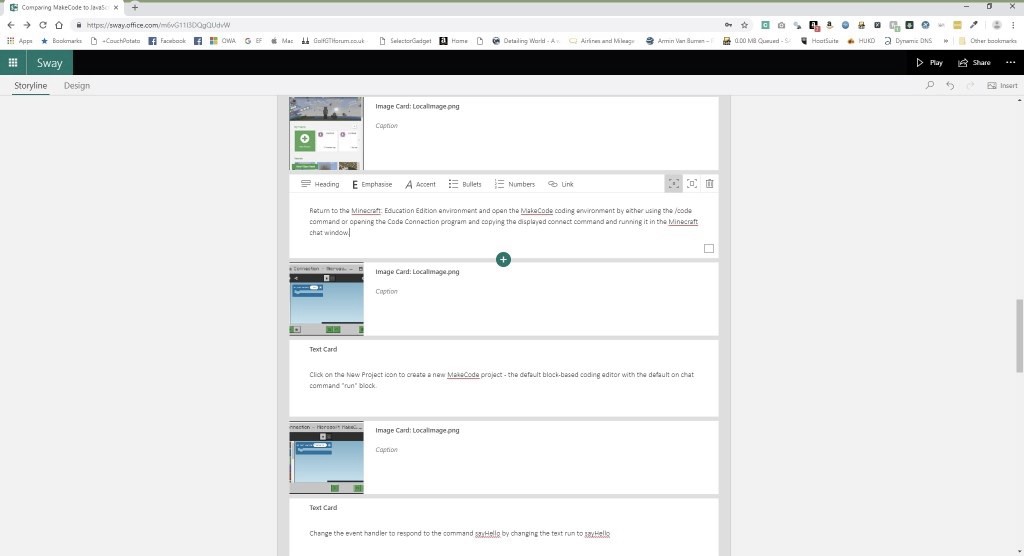 Comparing MakeCode to JavaS
https://sway.office.com/m6vG11I3DQgQUdvW
Apps Bookmarks +CouchPotato Facebook OWA EF Mac GolfGTIforum.co.uk SelectorGadget Home Detailing World - A Airlines and Mileage Armin Van Buuren - 0.00 MB Queued - S HootSuite HUKD Dynamic DNS » Other bookmarks
Sway Play Share ...
Storyline Design Insert
Image Card: LocalImage.png
Caption
Heading E Emphasise A Accent Bullets Numbers Link
Return to the Minecraft: Education Edition environment and open the MakeCode coding environment by either using the /code
command or opening the Code Connection program and copying the displayed connect command and running it in the Minecraft
chat window.
Image Card: LocalImage.png
Caption
Text Card
Click on the New Project icon to create a new MakeCode project - the default block-based coding editor with the default on chat
command "run" block.
Image Card: LocalImage.png
Caption
Text Card
Change the event handler to respond to the command sayHello by changing the text run to sayHello